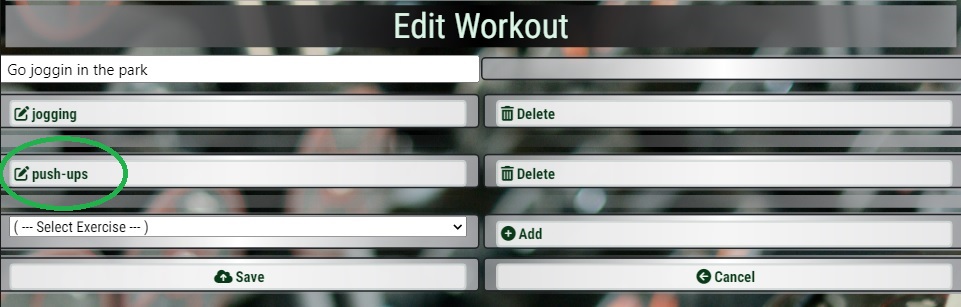 Edit Workout
Go joggin in the park
jogging Delete
push-ups Delete
( --- Select Exercise --- ) Add
Save Cancel